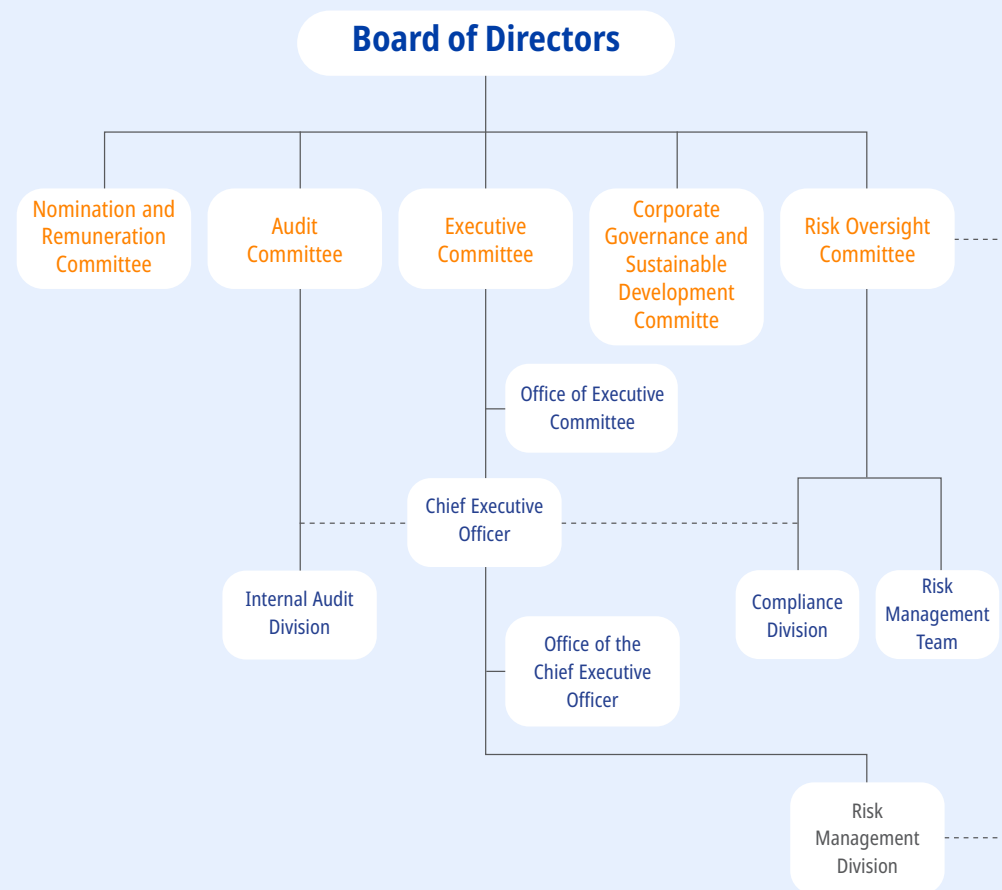 Board of Directors
Nomination and
Remuneration
Committee
Audit
Committee
Executive
Committee
Corporate
Governance and
Sustainable
Development
Committe
Risk Oversight
Committee
Office of Executive
Committee
Chief Executive
Officer
Internal Audit
Division
Compliance
Division
Risk
Management
Team
Office of the
Chief Executive
Officer
Risk
Management
Division